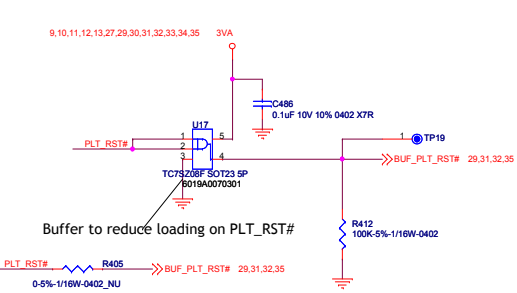 9,10,11,12,13,27,29,30,31,32,33,34,35 3VA
C486
0.1uF 10V 10% 0402 X7R
U17
PLT_RST#
1
2
3
5
4
1 TP19
BUF_PLT_RST# 29,31,32,35
TC7SZ08F SOT23 5P
6019A0070301
Buffer to reduce loading on PLT_RST#
R412
100K-5%-1/16W-0402
PLT_RST# R405 BUF_PLT_RST# 29,31,32,35
0-5%-1/16W-0402_NU